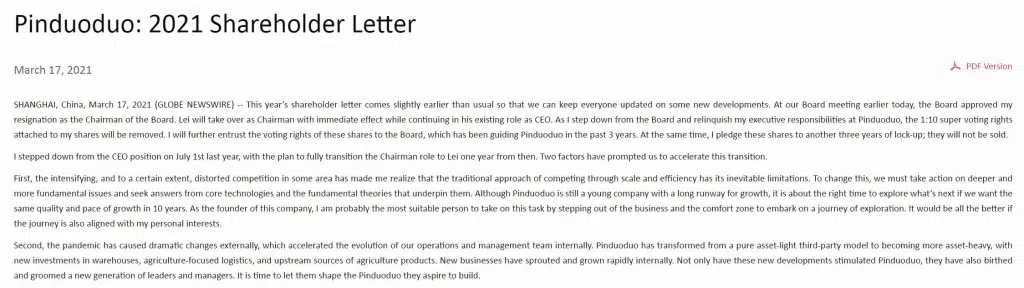 Pinduoduo: 2021 Shareholder Letter
March 17, 2021
PDF Version
SHANGHAI, China, March 17, 2021 (GLOBE NEWSWIRE) -- This year's shareholder letter comes slightly earlier than usual so that we can keep everyone updated on some new developments. At our Board meeting earlier today, the Board approved my
resignation as the Chairman of the Board. Lei will take over as Chairman with immediate effect while continuing in his existing role as CEO. As I step down from the Board and relinquish my executive responsibilities at Pinduoduo, the 1:10 super voting rights
attached to my shares will be removed. I will further entrust the voting rights of these shares to the Board, which has been guiding Pinduoduo in the past 3 years. At the same time, I pledge these shares to another three years of lock-up; they will not be sold.
I stepped down from the CEO position on July 1st last year, with the plan to fully transition the Chairman role to Lei one year from then. Two factors have prompted us to accelerate this transition.
First, the intensifying, and to a certain extent, distorted competition in some area has made me realize that the traditional approach of competing through scale and efficiency has its inevitable limitations. To change this, we must take action on deeper and
more fundamental issues and seek answers from core technologies and the fundamental theories that underpin them. Although Pinduoduo is still a young company with a long runway for growth, it is about the right time to explore what's next if we want the
same quality and pace of growth in 10 years. As the founder of this company, I am probably the most suitable person to take on this task by stepping out of the business and the comfort zone to embark on a journey of exploration. It would be all the better if
the journey is also aligned with my personal interests.
Second, the pandemic has caused dramatic changes externally, which accelerated the evolution of our operations and management team internally. Pinduoduo has transformed from a pure asset-light third-party model to becoming more asset-heavy, with
new investments in warehouses, agriculture-focused logistics, and upstream sources of agriculture products. New businesses have sprouted and grown rapidly internally. Not only have these new developments stimulated Pinduoduo, they have also birthed
and groomed a new generation of leaders and managers. It is time to let them shape the Pinduoduo they aspire to build.